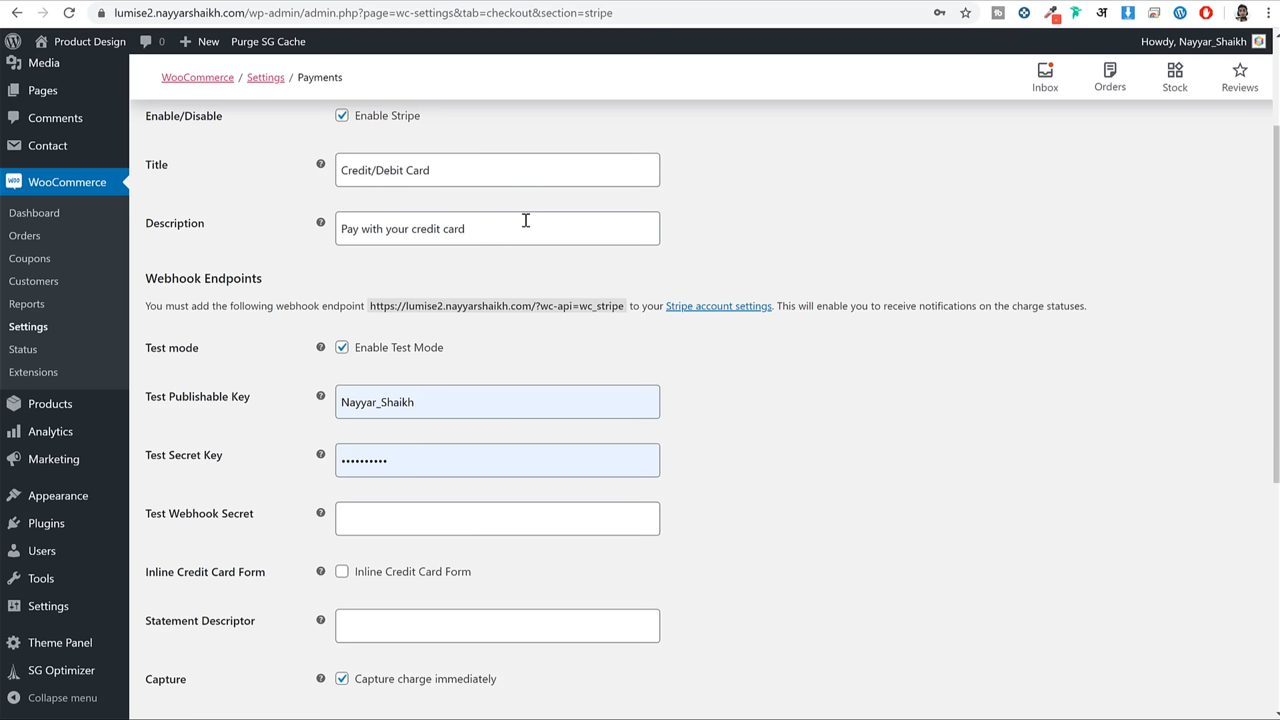 lumise2.nayyarshaikh.com/wp-admin/admin.php?page=wc-settings&tab=checkout&section=stripe
Product Design 0 New Purge SG Cache Howdy, Nayyar_Shaikh
Media
Pages
Comments
Contact
WooCommerce
Dashboard
Orders
Coupons
Customers
Reports
Settings
Status
Extensions
Products
Analytics
Marketing
Appearance
Plugins
Users
Tools
Settings
Theme Panel
SG Optimizer
Collapse menu
WooCommerce / Settings / Payments
Inbox Orders Stock Reviews
Enable/Disable Enable Stripe
Title Credit/Debit Card
Description Pay with your credit card
Webhook Endpoints
You must add the following webhook endpoint https://lumise2.nayyarshaikh.com/?wc-api=wc_stripe to your Stripe account settings. This will enable you to receive notifications on the charge statuses.
Test mode Enable Test Mode
Test Publishable Key Nayyar_Shaikh
Test Secret Key ••••••••••
Test Webhook Secret
Inline Credit Card Form Inline Credit Card Form
Statement Descriptor
Capture Capture charge immediately